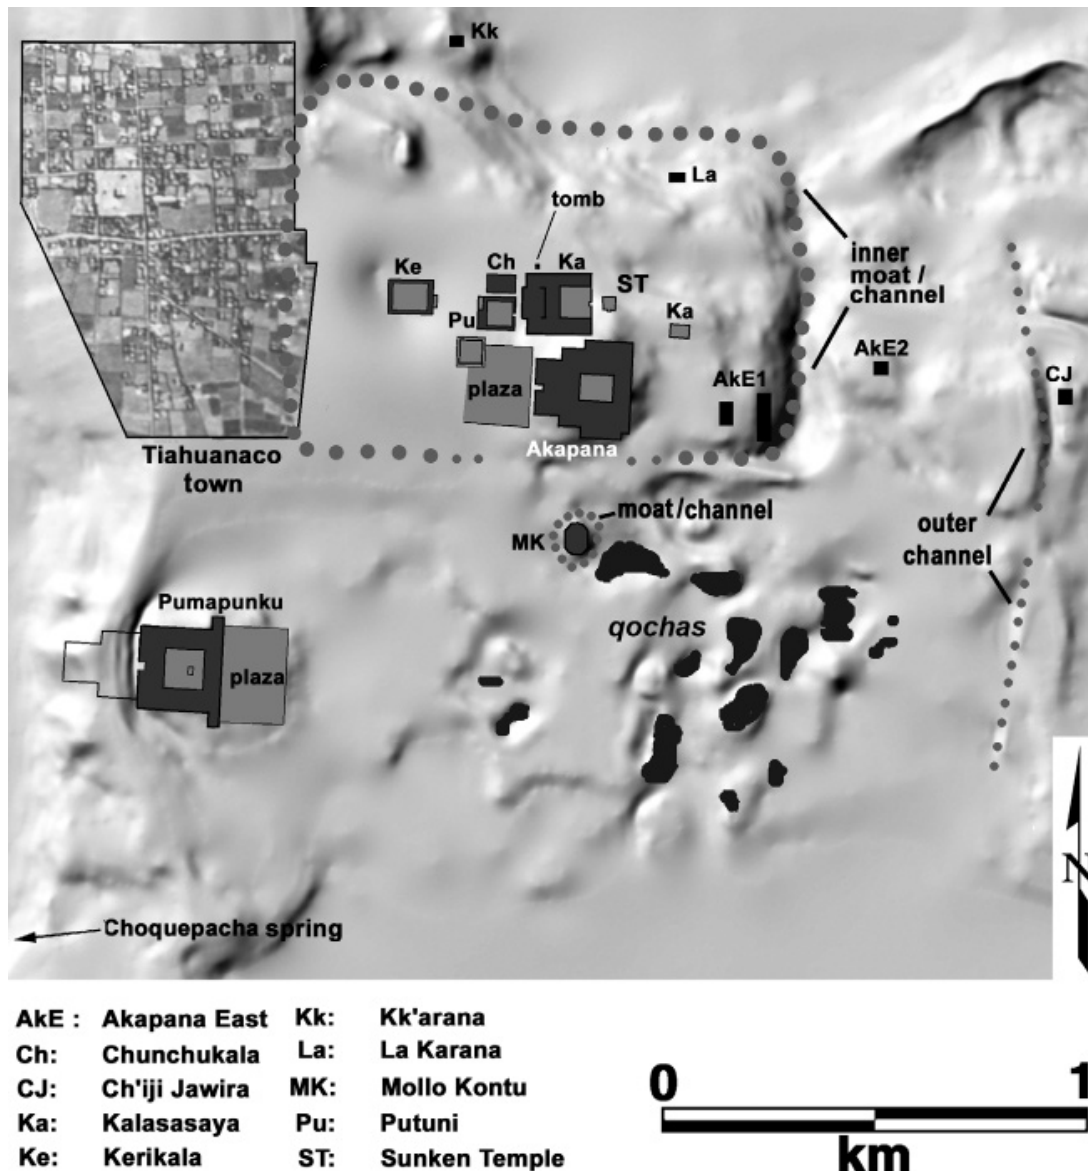 Kk
La
tomb
inner
moat /
channel
Ke
Ch
Ka
ST
Pu
Ka
AkE2
plaza
AkE1
CJ
Akapana
Tiahuanaco
town
moat/channel
MK
outer
channel
Pumapunku
qochas
plaza
N
Choquepacha spring
AkE : Akapana East
Ch: Chunchukala
CJ: Ch'iji Jawira
Ka: Kalasasaya
Ke: Kerikala
Kk: Kk'arana
La: La Karana
MK: Mollo Kontu
Pu: Putuni
ST: Sunken Temple
0 1
km